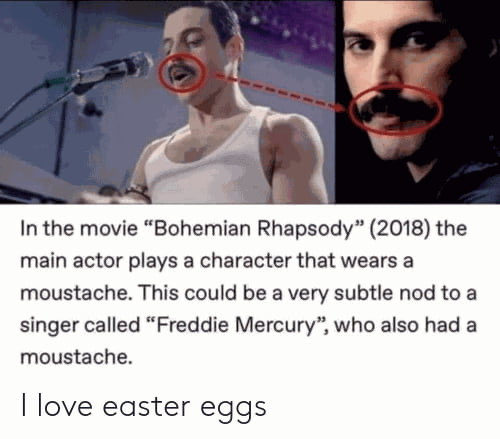 In the movie “Bohemian Rhapsody” (2018) the
main actor plays a character that wears a
moustache. This could be a very subtle nod to a
singer called “Freddie Mercury”, who also had a
moustache.
I love easter eggs